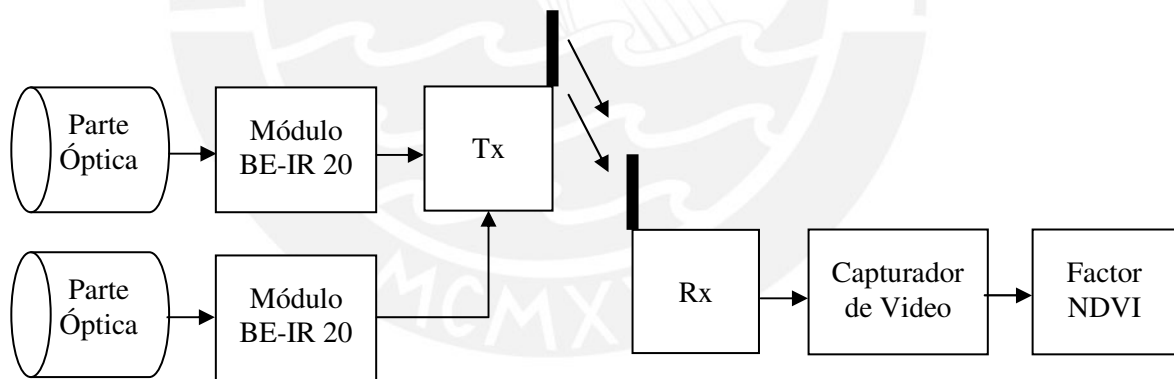 Parte
Óptica
Módulo
BE-IR 20
Tx
Parte
Óptica
Módulo
BE-IR 20
Rx
Capturador
de Video
Factor
NDVI
MCMX